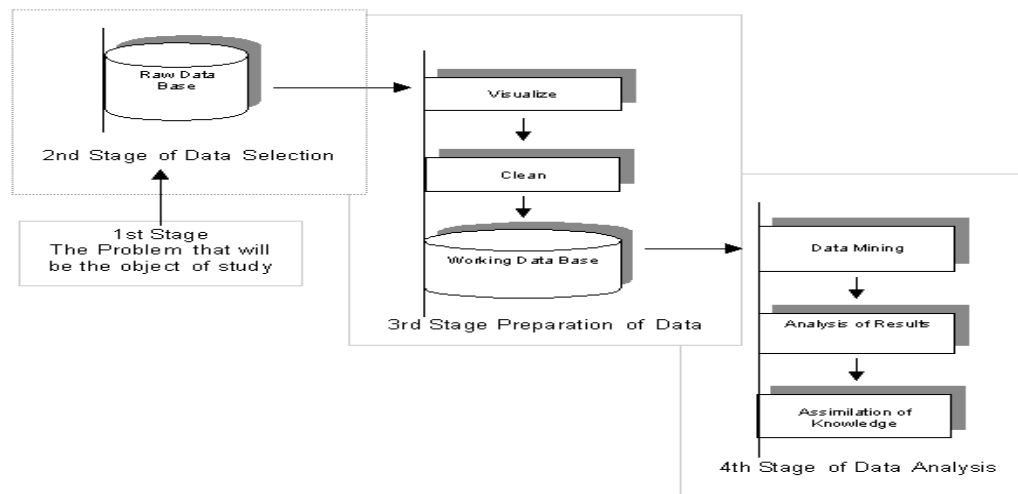 Raw Data
Base
2nd Stage of Data Selection
1st Stage
The Problem that will
be the object of study
Visualize
Clean
Working Data Base
3rd Stage Preparation of Data
Data Mining
Analysis of Results
Assimilation of
Knowledge
4th Stage of Data Analysis